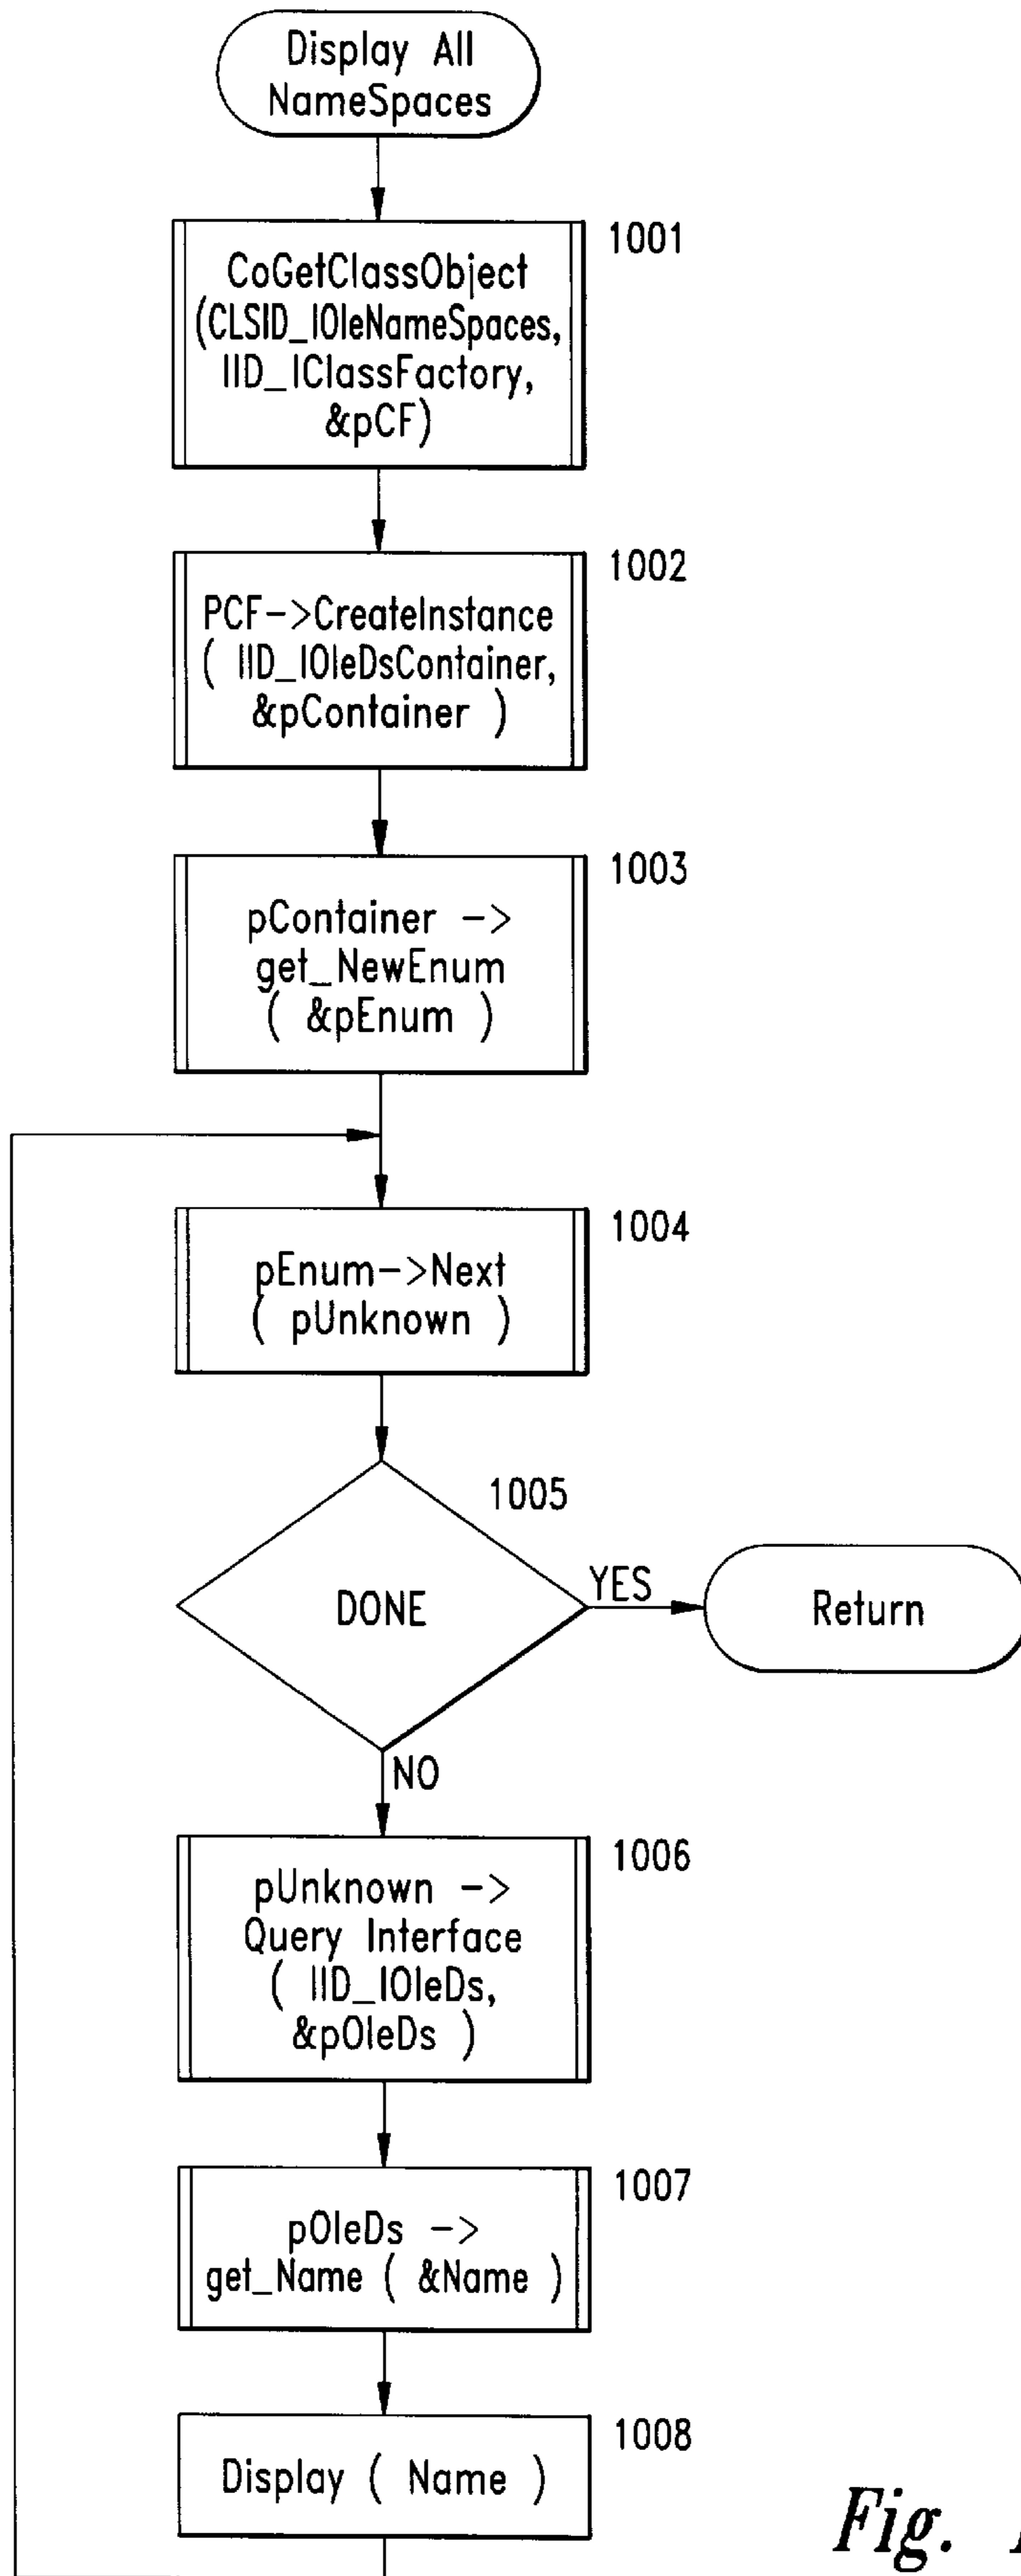 Display All
NameSpaces
1001
CoGetClassObject
(CLSID_IOleNameSpaces,
IID_IClassFactory,
&pCF)
1002
PCF->CreateInstance
( IID_IOleDsContainer,
&pContainer )
1003
pContainer ->
get_NewEnum
( &pEnum )
1004
pEnum->Next
( pUnknown )
1005
DONE
YES
Return
NO
1006
pUnknown ->
Query Interface
( IID_IOleDs,
&pOleDs )
1007
pOleDs ->
get_Name ( &Name )
1008
Display ( Name )
Fig.